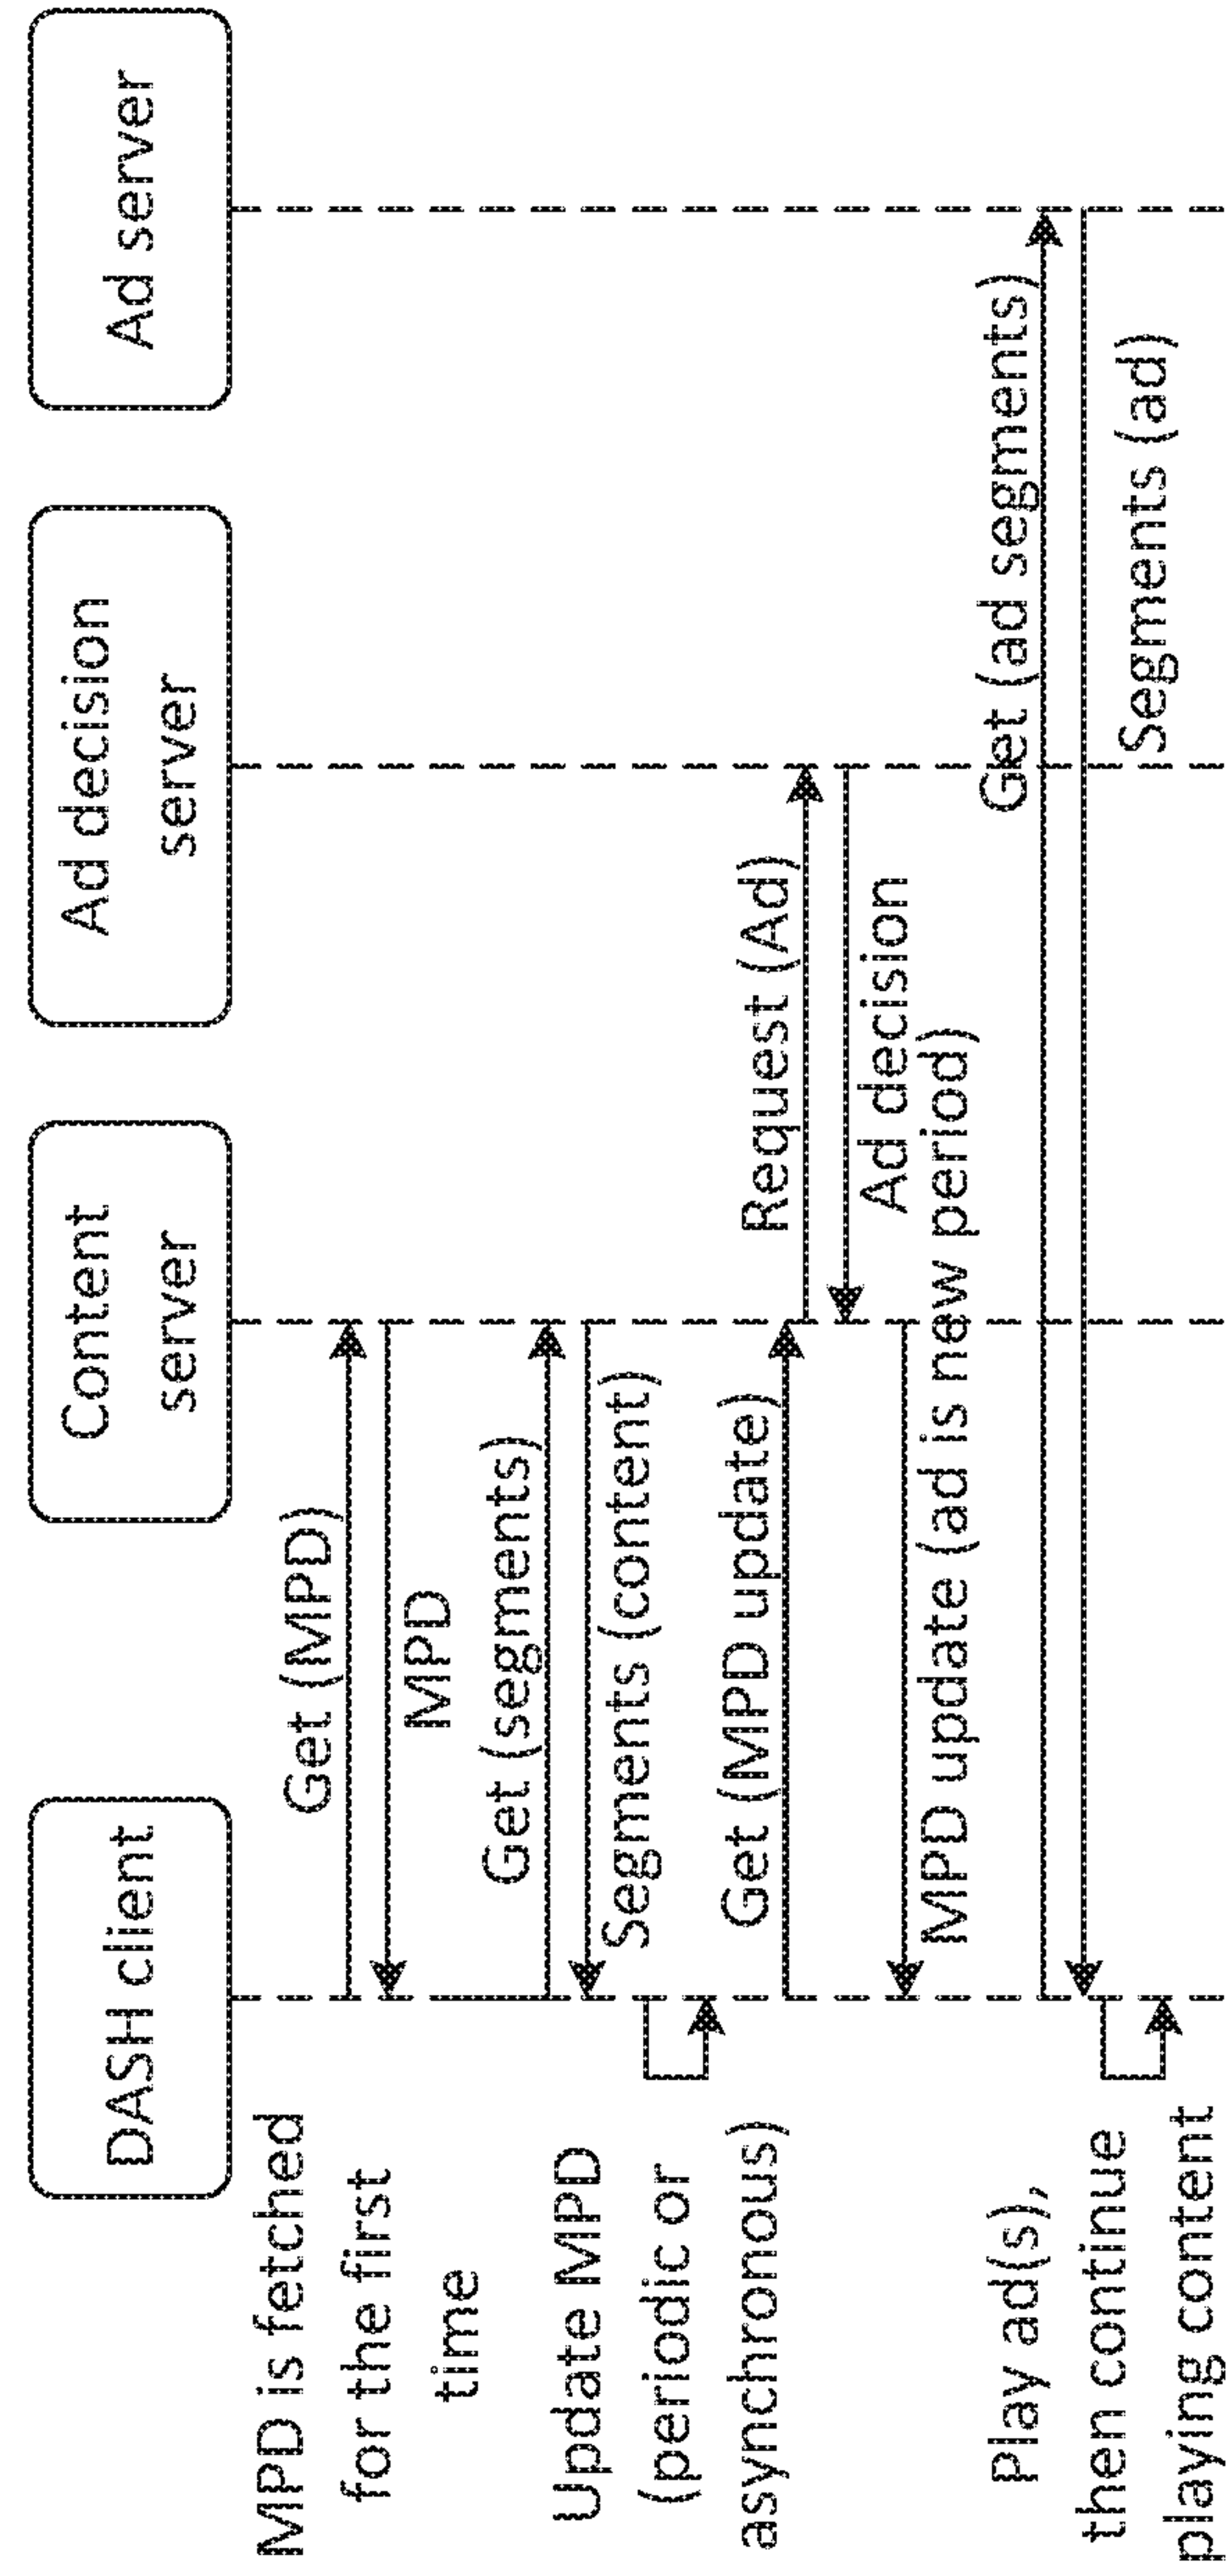 DASH client
Content
server
Ad decision
server
Ad server
MPD is fetched
for the first
time
Get (MPD)
MPD
Get (segments)
Segments (content)
Update MPD
(periodic or
asynchronous)
Get (MPD update)
Request (Ad)
Ad decision
MPD update (ad is new period)
Get (ad segments)
Segments (ad)
Play ad(s),
then continue
playing content